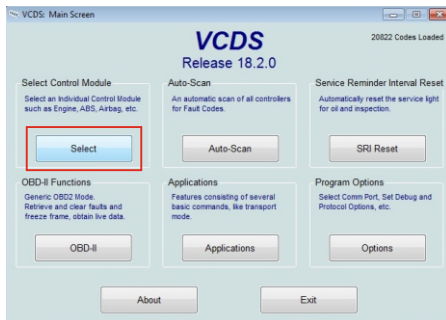 VCDS: Main Screen
VCDS
Release 18.2.0
20822 Codes Loaded
Select Control Module
Select an Individual Control Module
such as Engine, ABS, Airbag, etc.
Select
Auto-Scan
An automatic scan of all controllers
for Fault Codes.
Auto-Scan
Service Reminder Interval Reset
Automatically reset the service light
for oil and inspection.
SRI Reset
OBD-II Functions
Generic OBD2 Mode.
Retrieve and clear faults and
freeze frame, obtain live data.
OBD-II
Applications
Features consisting of several
basic commands, like transport
mode.
Applications
Program Options
Select Comm Port, Set Debug and
Protocol Options, etc.
Options
About
Exit